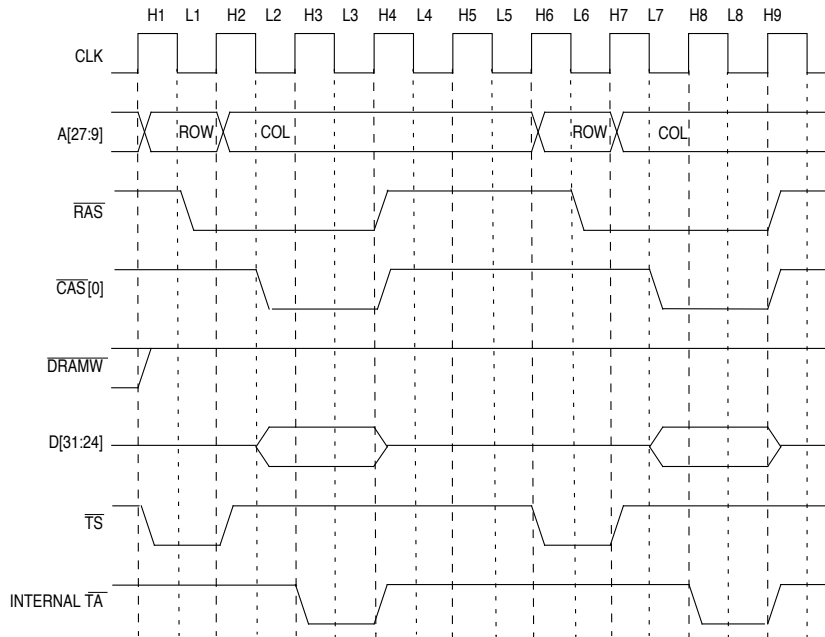 H1 L1 H2 L2 H3 L3 H4 L4 H5 L5 H6 L6 H7 L7 H8 L8 H9
CLK
A[27:9] ROW COL ROW COL
RAS
CAS[0]
DRAMW
D[31:24]
TS
INTERNAL TA